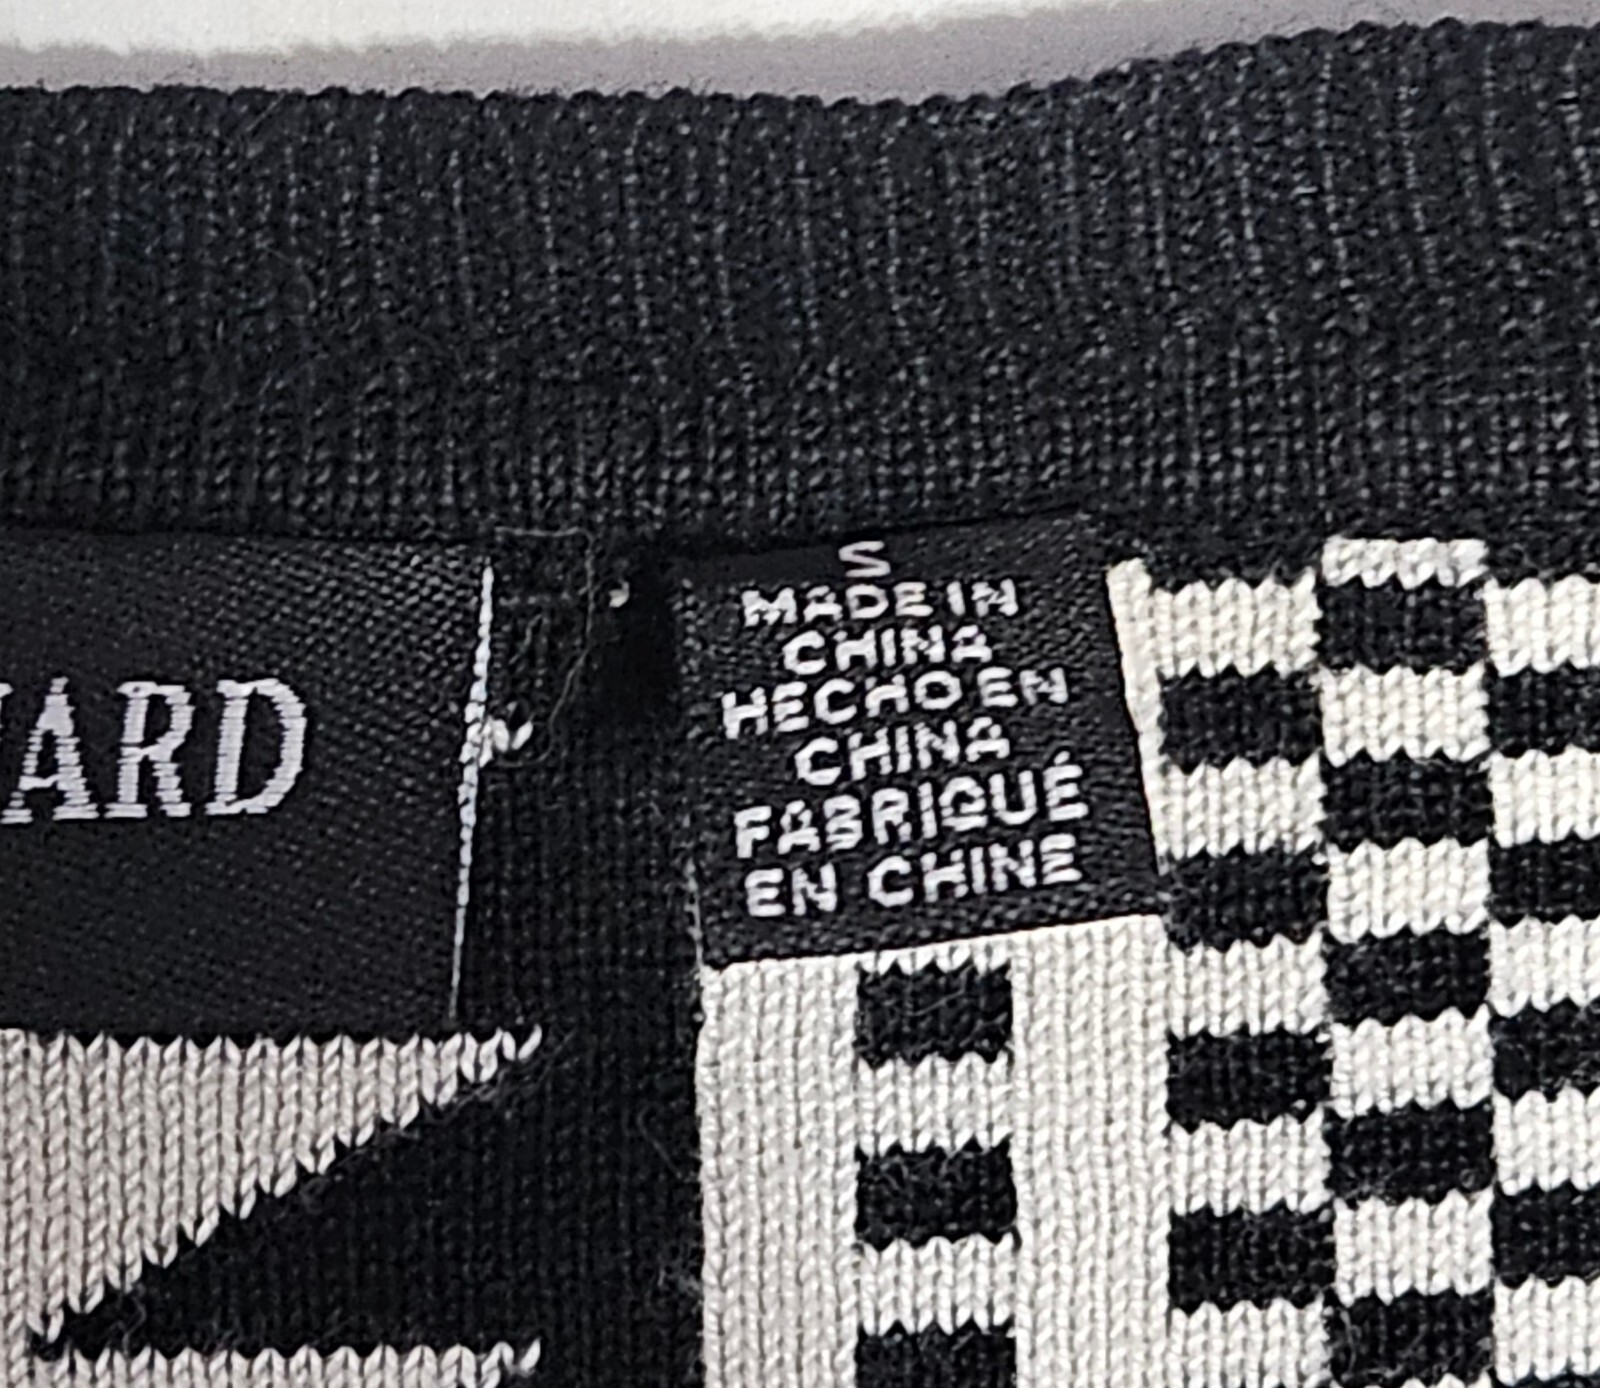 ARD
S
MADE IN
CHINA
HECHO EN
CHINA
FABRIQUÉ
EN CHINE